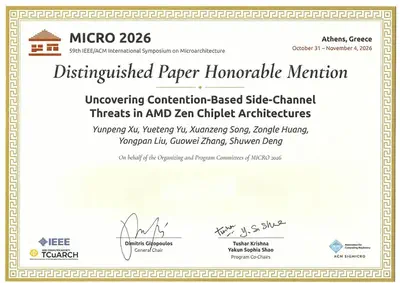 MICRO 2026
59th IEEE/ACM International Symposium on Microarchitecture
Athens, Greece
October 31 – November 4, 2026
Distinguished Paper Honorable Mention
Uncovering Contention-Based Side-Channel
Threats in AMD Zen Chiplet Architectures
Yunpeng Xu, Yueteng Yu, Xuanzeng Song, Zongle Huang,
Yongpan Liu, Guowei Zhang, Shuwen Deng
On behalf of the Organizing and Program Committees of MICRO 2026
Dimitris Gizopoulos
General Chair
Tushar Krishna
Yakun Sophia Shao
Program Co-Chairs
IEEE
TCuARCH
ACM SIGMICRO